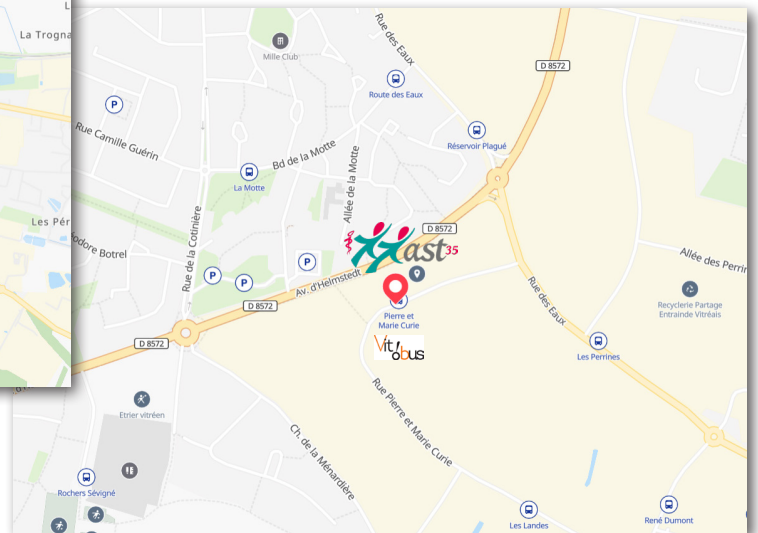 La Trogna
Les Pér
Mille Club
Rue des Eaux
D 8572
Route des Eaux
Réservoir Plagué
Rue Camille Guérin
Bd de la Motte
La Motte
Allée de la Motte
odore Botrel
Rue de la Cotinière
D 8572
ast35
Av. d'Helmstedt
D 8572
D 8572
Pierre et
Marie Curie
Vitobus
Allée des Perrin
Recyclerie Partage
Entrainde Vitréais
Rue des Eaux
Les Perrines
Etrier vitréen
Rue Pierre et Marie Curie
Ch. de la Ménardière
Rochers Sévigné
Les Landes
René Dumont